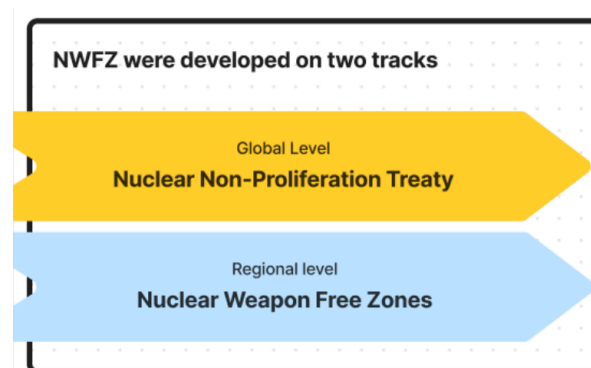 NWFZ were developed on two tracks
Global Level
Nuclear Non-Proliferation Treaty
Regional level
Nuclear Weapon Free Zones